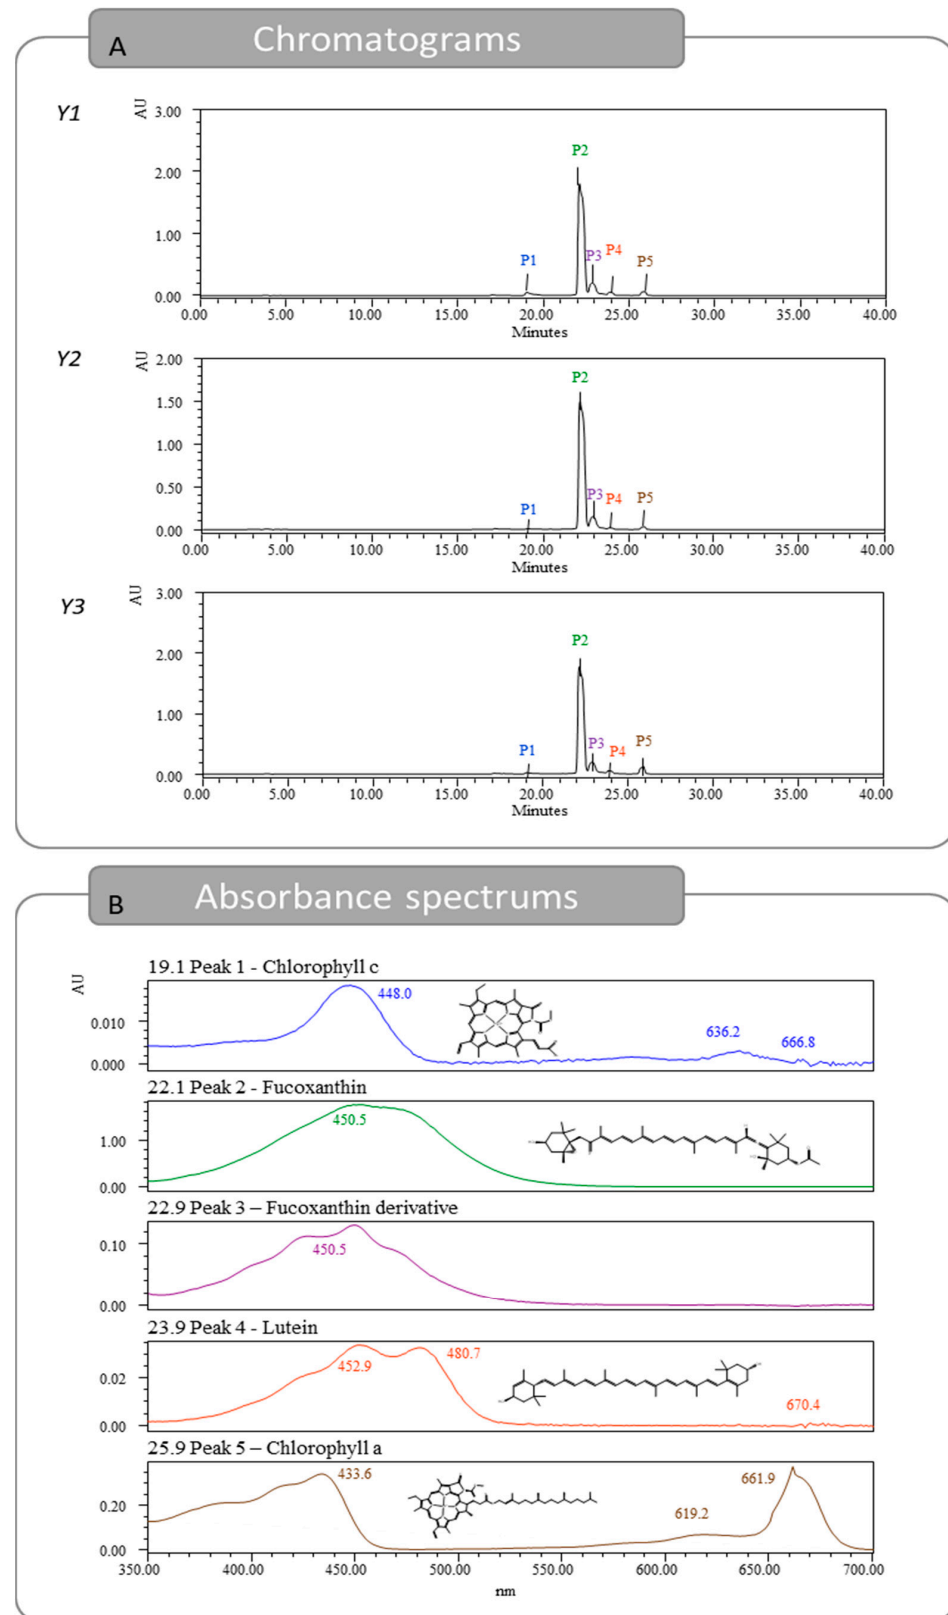 A
Chromatograms
Y1
AU
3.00
2.00
1.00
0.00
P1
P2
P3
P4
P5
0.00 5.00 10.00 15.00 20.00 25.00 30.00 35.00 40.00
Minutes
Y2
AU
2.00
1.50
1.00
0.50
0.00
P1
P2
P3
P4
P5
0.00 5.00 10.00 15.00 20.00 25.00 30.00 35.00 40.00
Minutes
Y3
AU
3.00
2.00
1.00
0.00
P1
P2
P3
P4
P5
0.00 5.00 10.00 15.00 20.00 25.00 30.00 35.00 40.00
Minutes
B
Absorbance spectrums
19.1 Peak 1 - Chlorophyll c
AU
0.010
0.000
448.0
636.2
666.8
22.1 Peak 2 - Fucoxanthin
1.00
0.00
450.5
22.9 Peak 3 – Fucoxanthin derivative
0.10
0.00
450.5
23.9 Peak 4 - Lutein
0.02
0.00
452.9
480.7
670.4
25.9 Peak 5 – Chlorophyll a
0.20
0.00
433.6
619.2
661.9
350.00 400.00 450.00 500.00 550.00 600.00 650.00 700.00
nm